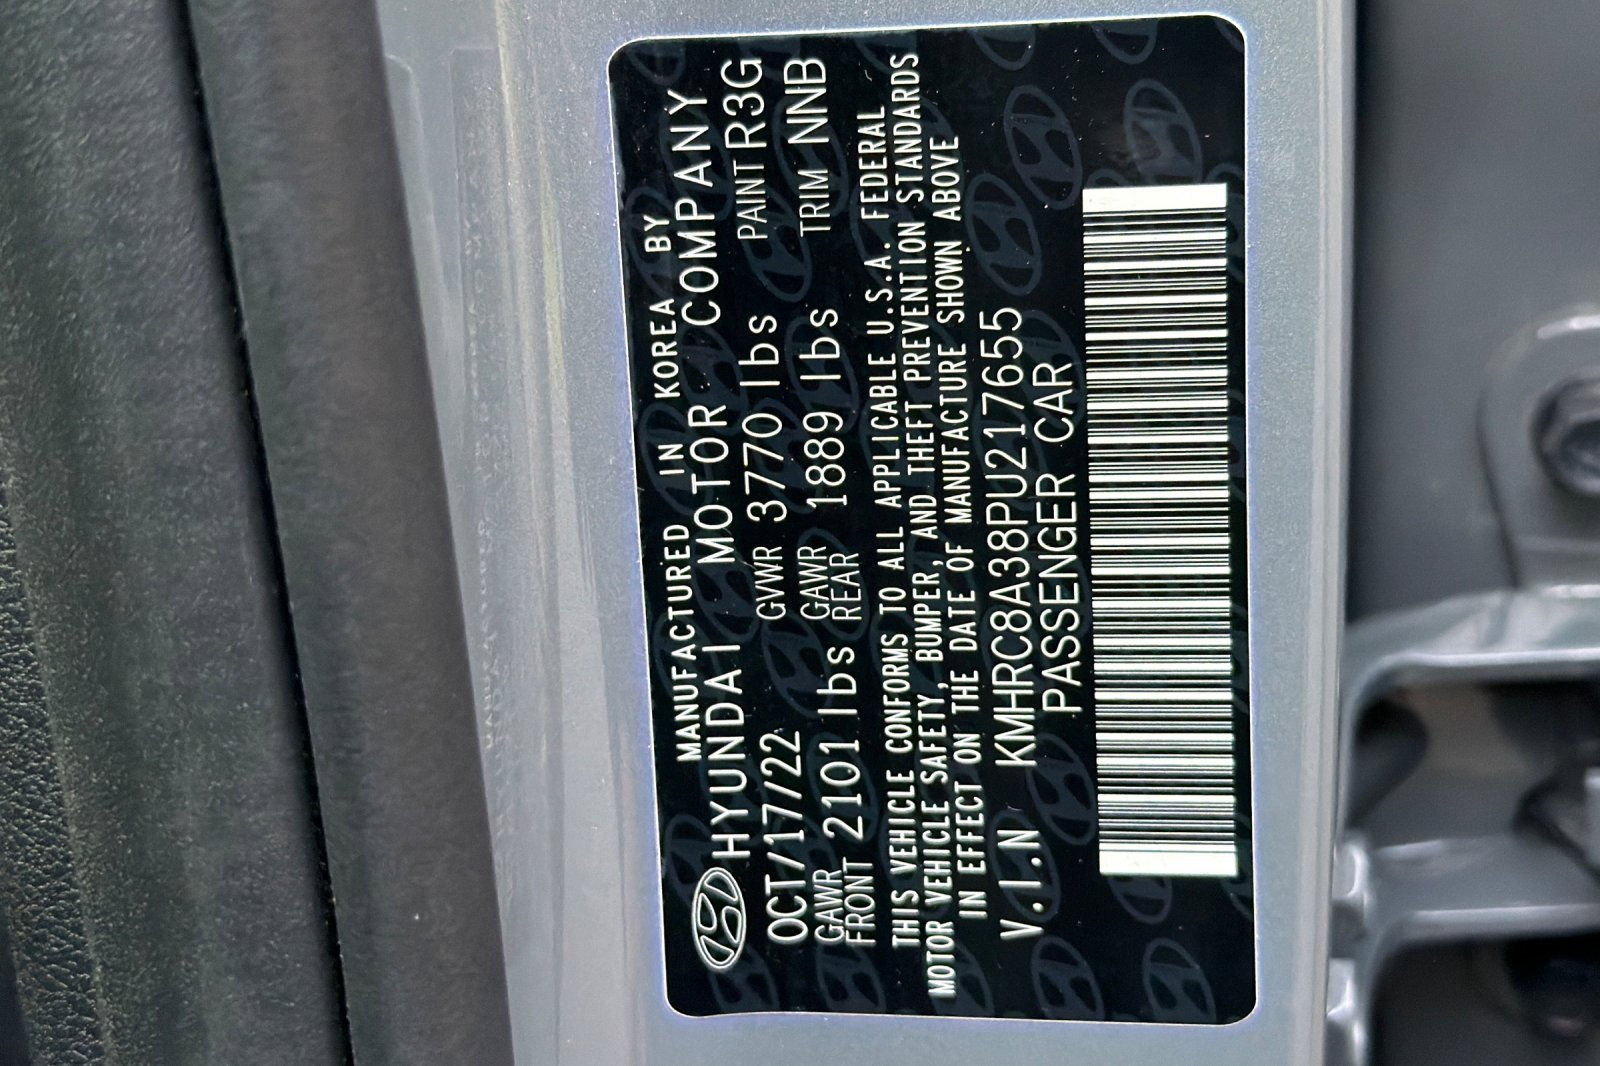 MANUFACTURED IN KOREA BY
HYUNDAI MOTOR COMPANY
OCT/17/22 GVWR 3770 lbs PAINT R3G
GAWR FRONT 2101 lbs GAWR REAR 1889 lbs TRIM NNB
THIS VEHICLE CONFORMS TO ALL APPLICABLE U.S.A. FEDERAL
MOTOR VEHICLE SAFETY, BUMPER, AND THEFT PREVENTION STANDARDS
IN EFFECT ON THE DATE OF MANUFACTURE SHOWN ABOVE
V.I.N KMHRC8A38PU217655
PASSENGER CAR